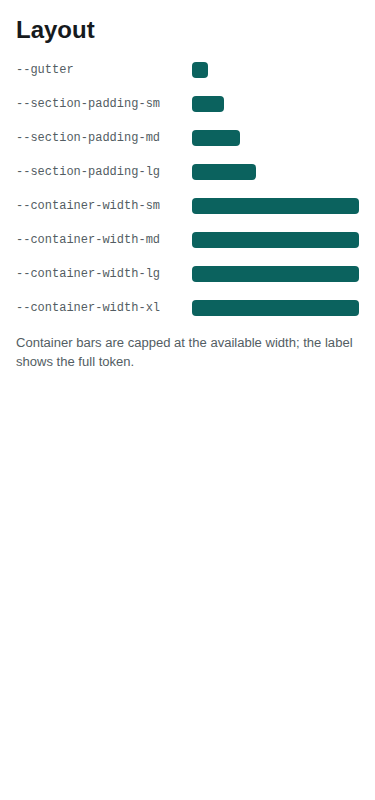 Layout
--gutter
--section-padding-sm
--section-padding-md
--section-padding-lg
--container-width-sm
--container-width-md
--container-width-lg
--container-width-xl
Container bars are capped at the available width; the label
shows the full token.